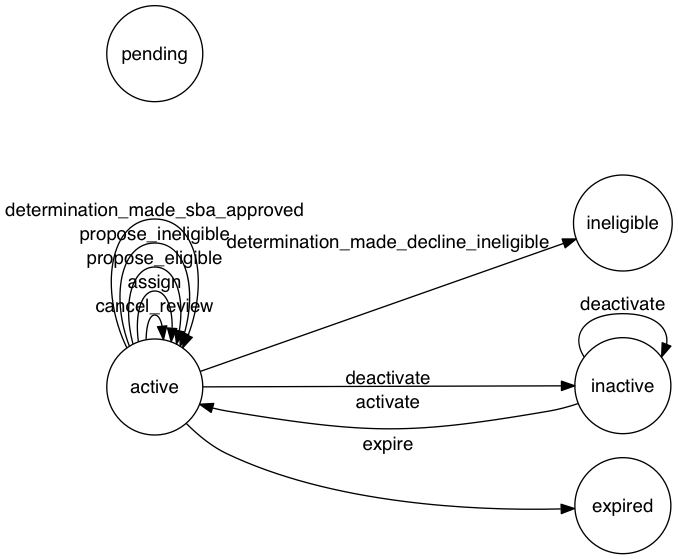 pending
determination_made_sba_approved
propose_ineligible
determination_made_decline_ineligible
ineligible
propose_eligible
assign
cancel_review
deactivate
active
deactivate
inactive
activate
expire
expired